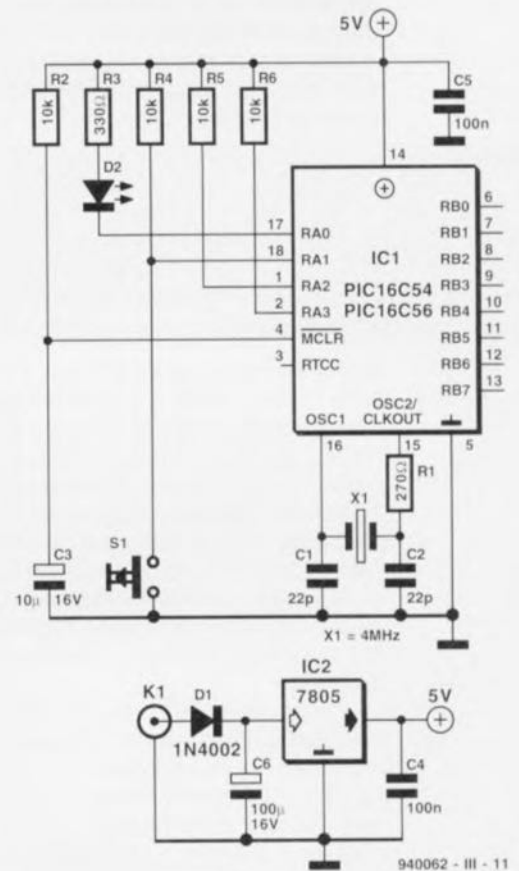 5V
R2
R3
R4
R5
R6
C5
10k
330Ω
10k
10k
10k
100n
14
D2
17
RA0
RB0
6
18
RA1
IC1
RB1
7
RB2
8
1
RA2
PIC16C54
RB3
9
2
RA3
PIC16C56
RB4
10
4
MCLR
RB5
11
3
RTCC
RB6
12
RB7
13
OSC1
OSC2/
CLKOUT
16
15
5
270Ω
R1
X1
C3
S1
C1
C2
10µ
16V
22p
22p
X1 = 4MHz
IC2
K1
D1
7805
5V
1N4002
C6
C4
100µ
16V
100n
940062 - III - 11